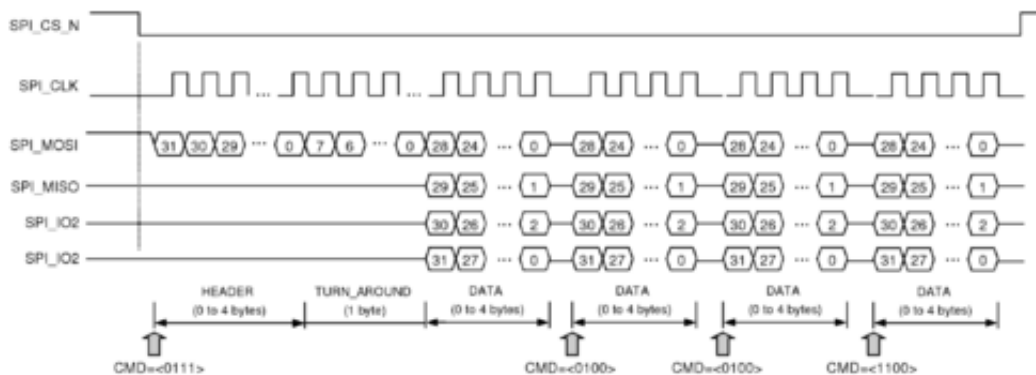 SPI_CS_N
SPI_CLK ... ...
SPI_MOSI 31 30 29 ... 0 7 6 ... 0 28 24 ... 0 28 24 ... 0 28 24 ... 0 28 24 ... 0
SPI_MISO 29 25 ... 1 29 25 ... 1 29 25 ... 1 29 25 ... 1
SPI_IO2 30 26 ... 2 30 26 ... 2 30 26 ... 2 30 26 ... 2
SPI_IO2 31 27 ... 0 31 27 ... 0 31 27 ... 0 31 27 ... 0
HEADER TURN_AROUND DATA DATA DATA DATA
(0 to 4 bytes) (1 byte) (0 to 4 bytes) (0 to 4 bytes) (0 to 4 bytes) (0 to 4 bytes)
CMD=<0111> CMD=<0100> CMD=<0100> CMD=<1100>